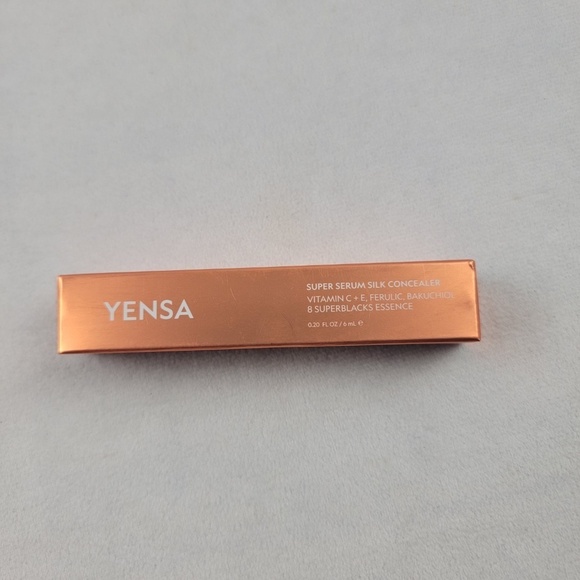 YENSA
SUPER SERUM SILK CONCEALER
VITAMIN C + E, FERULIC, BAKUCHIOL
8 SUPERBLACKS ESSENCE
0.20 FL OZ / 6 mL ℮